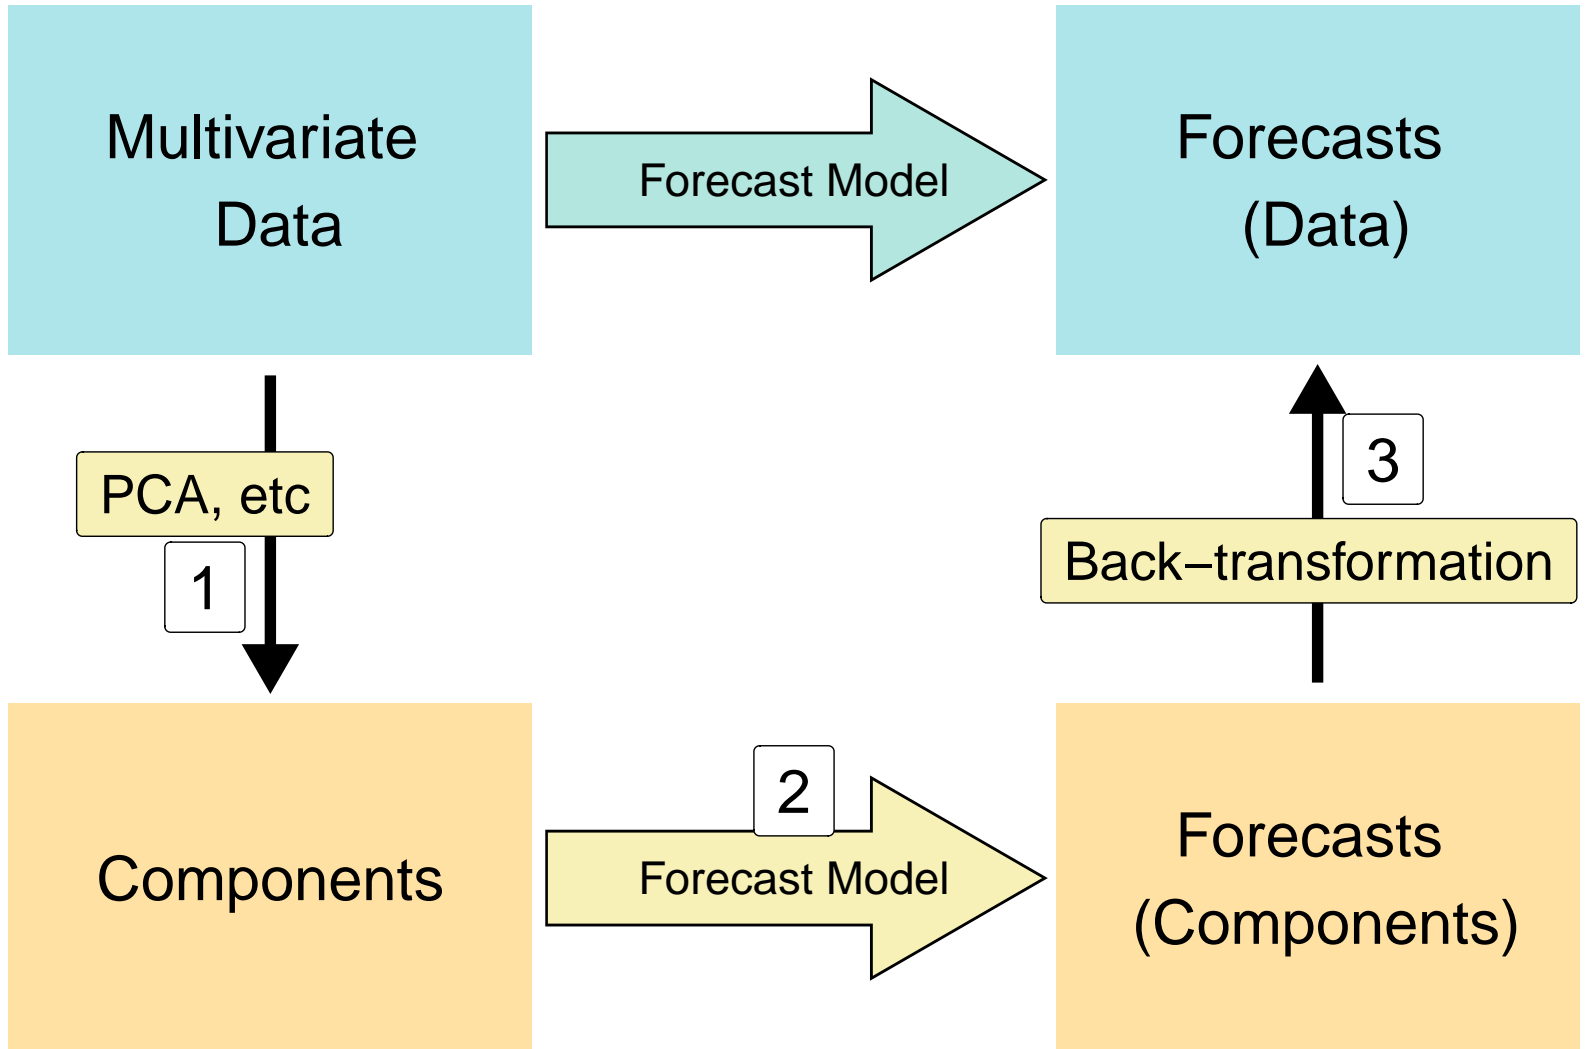 Multivariate
Data
Forecast Model
Forecasts
(Data)
PCA, etc
1
3
Back−transformation
Components
2
Forecast Model
Forecasts
(Components)